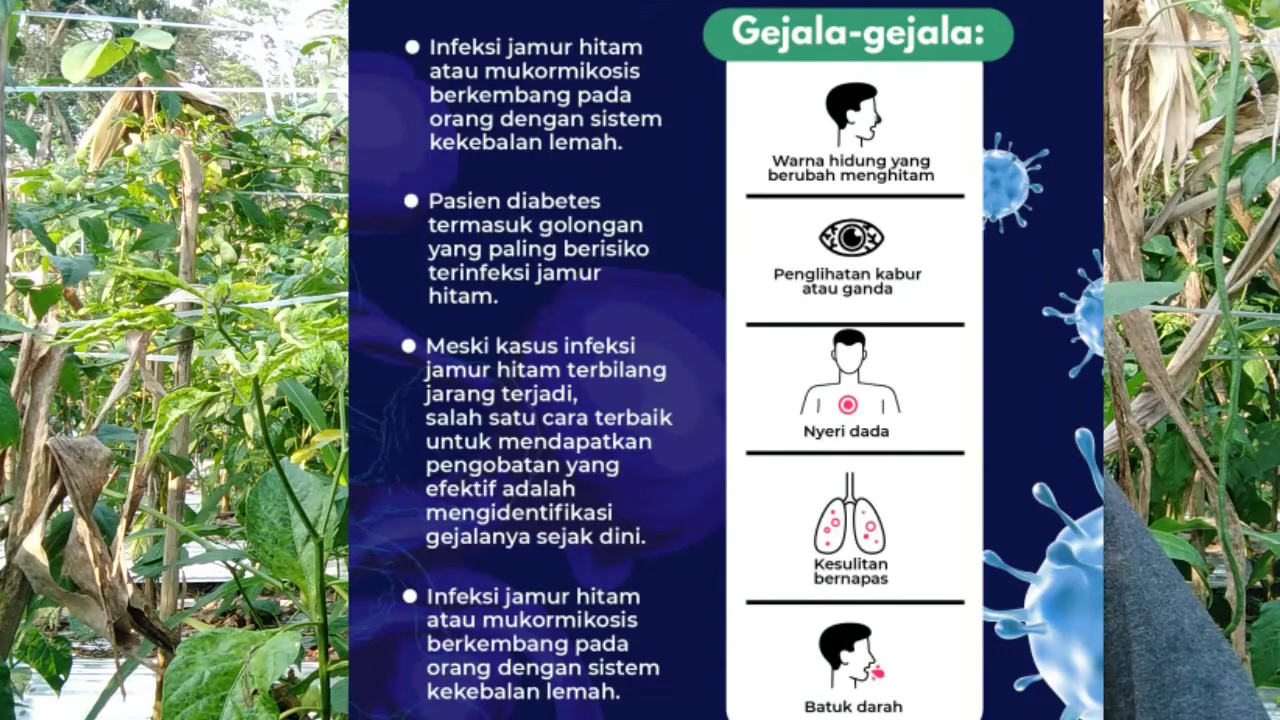 Infeksi jamur hitam
atau mukormikosis
berkembang pada
orang dengan sistem
kekebalan lemah.
Pasien diabetes
termasuk golongan
yang paling berisiko
terinfeksi jamur
hitam.
Meski kasus infeksi
jamur hitam terbilang
jarang terjadi,
salah satu cara terbaik
untuk mendapatkan
pengobatan yang
efektif adalah
mengidentifikasi
gejalanya sejak dini.
Infeksi jamur hitam
atau mukormikosis
berkembang pada
orang dengan sistem
kekebalan lemah.
Gejala-gejala:
Warna hidung yang
berubah menghitam
Penglihatan kabur
atau ganda
Nyeri dada
Kesulitan
bernapas
Batuk darah